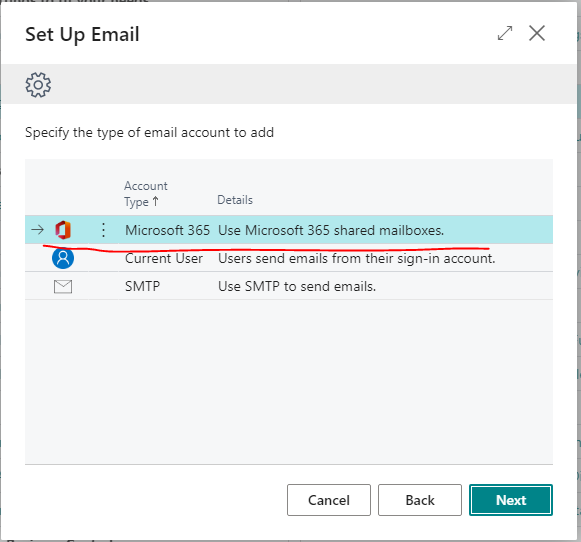 Set Up Email
Specify the type of email account to add
Account
Type ↑
Details
Microsoft 365 Use Microsoft 365 shared mailboxes.
Current User Users send emails from their sign-in account.
SMTP Use SMTP to send emails.
Cancel Back Next